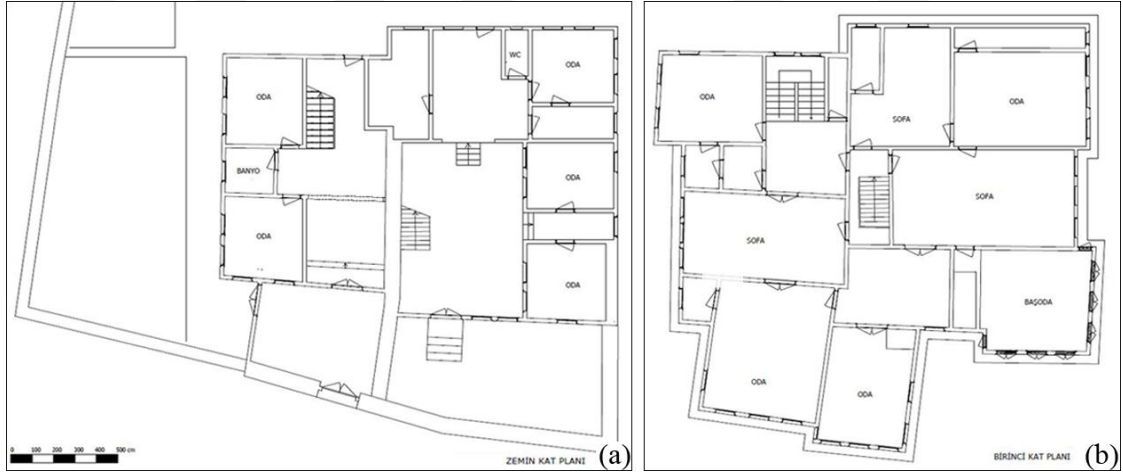 WC
ODA
ODA
BANYO
ODA
ODA
ODA
0 100 200 300 400 500 cm
ZEMİN KAT PLANI
(a)
ODA
SOFA
ODA
SOFA
SOFA
BAŞODA
ODA
ODA
BİRİNCİ KAT PLANI
(b)